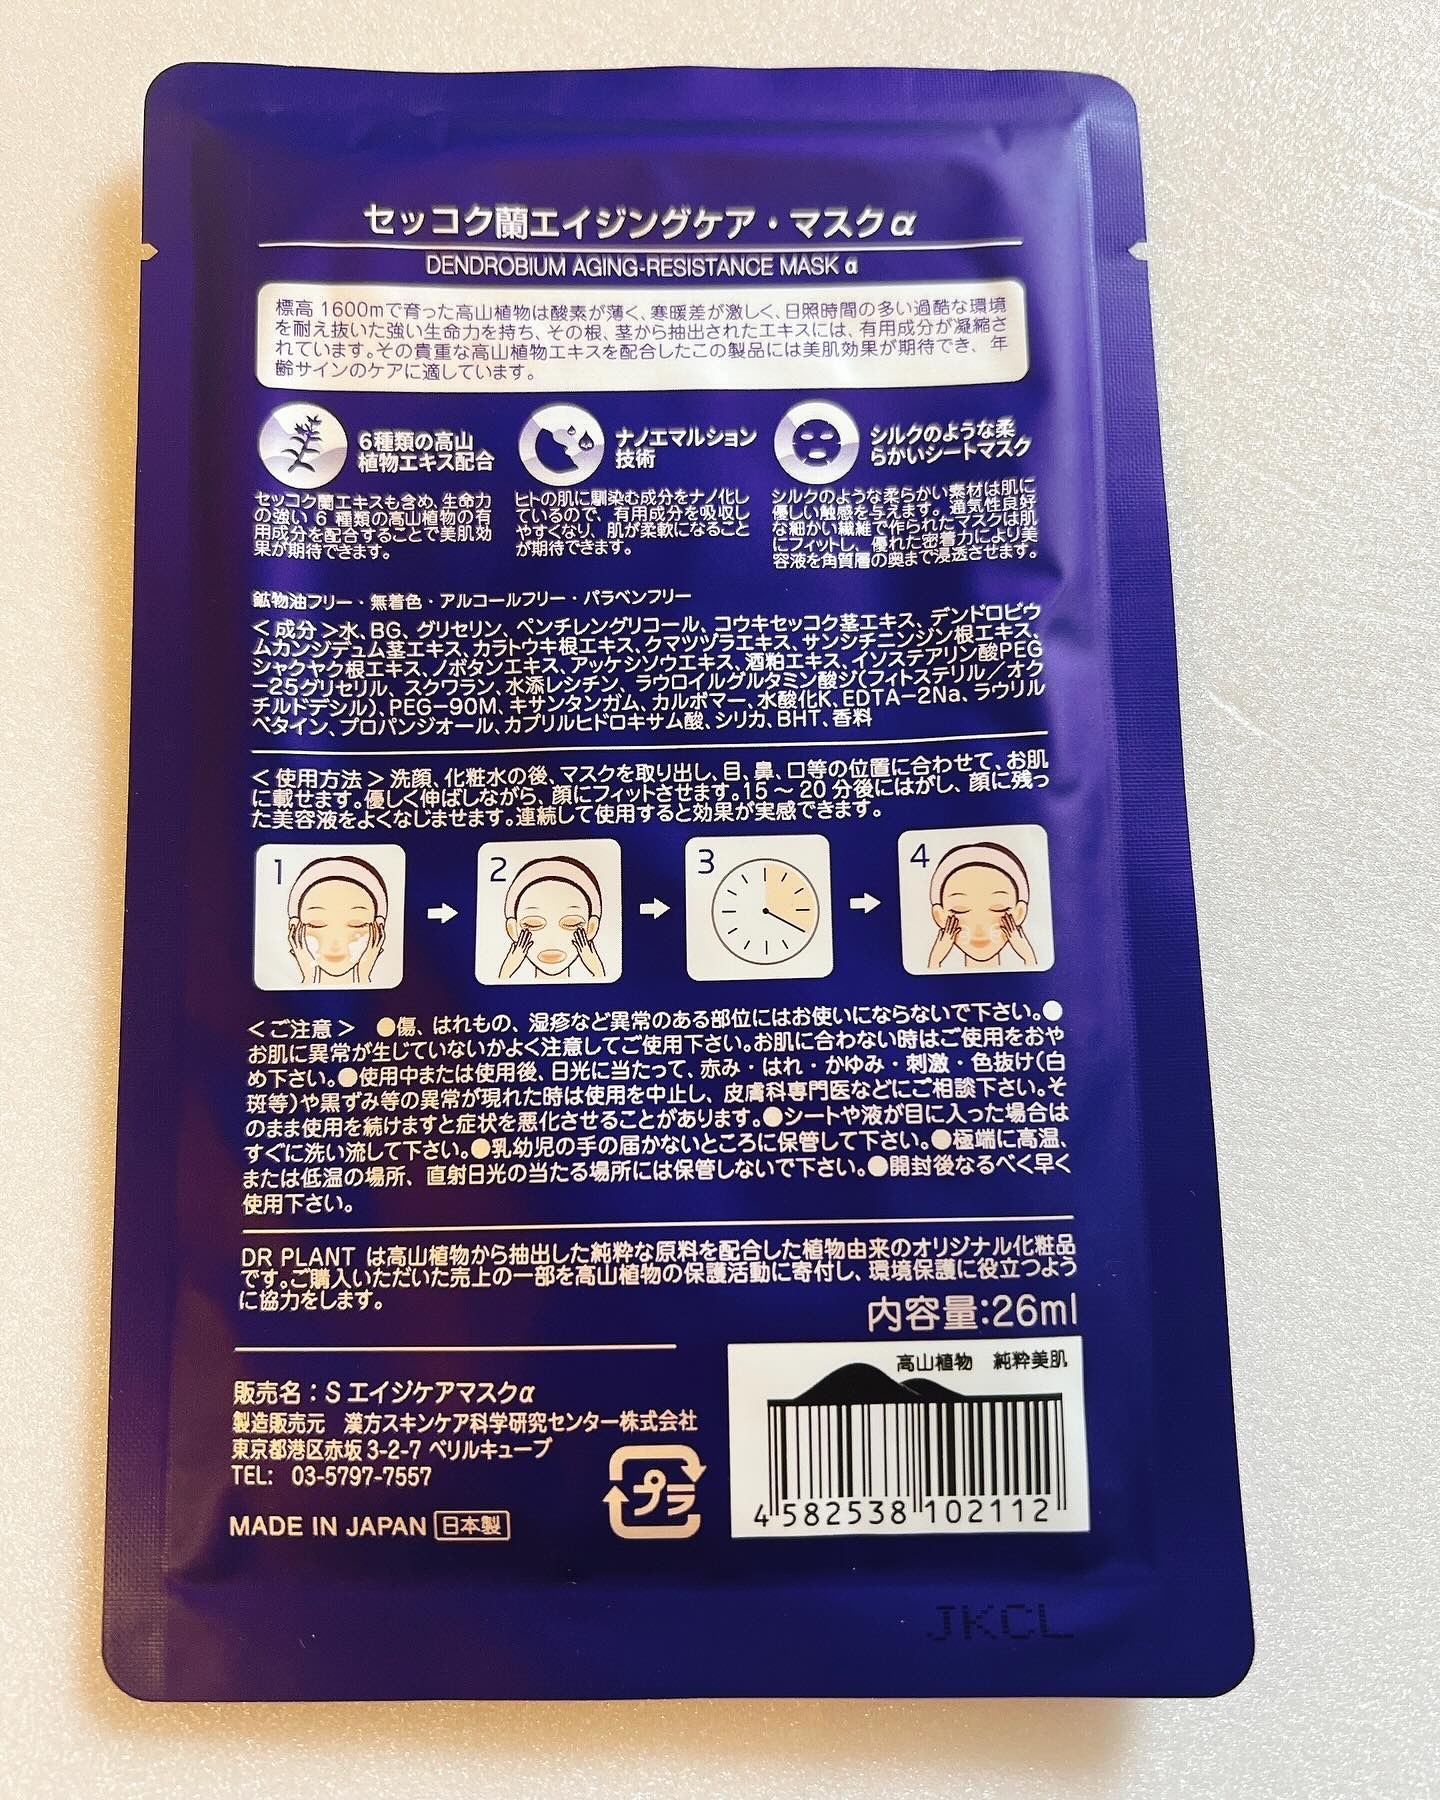 セッコク蘭エイジングケア・マスクα
DENDROBIUM AGING-RESISTANCE MASK α
標高1600mで育った高山植物は酸素が薄く、寒暖差が激しく、日照時間の多い過酷な環境
を耐え抜いた強い生命力を持ち、その根、茎から抽出されたエキスには、有用成分が凝縮さ
れています。その貴重な高山植物エキスを配合したこの製品には美肌効果が期待でき、年
齢サインのケアに適しています。
6種類の高山
植物エキス配合
セッコク蘭エキスも含め、生命力
の強い 6 種類の高山植物の有
用成分を配合することで美肌効
果が期待できます。
ナノエマルション
技術
ヒトの肌に馴染む成分をナノ化し
ているので、有用成分を吸収し
やすくなり、肌が柔軟になること
が期待できます。
シルクのような柔
らかいシートマスク
シルクのような柔らかい素材は肌に
優しい触感を与えます。通気性良好
な細かい繊維で作られたマスクは肌
にフィットし、優れた密着力により美
容液を角質層の奥まで浸透させます。
鉱物油フリー・無着色・アルコールフリー・パラベンフリー
<成分>水、BG、グリセリン、ペンチレングリコール、コウキセッコク茎エキス、デンドロビウ
ムカンジデュム茎エキス、カラトウキ根エキス、クマツヅラエキス、サンシチニンジン根エキス、
シャクヤク根エキス、ノボタンエキス、アッケシソウエキス、酒粕エキス、イソステアリン酸PEG
-25グリセリル、スクワラン、水添レシチン、ラウロイルグルタミン酸ジ(フィトステリル/オク
チルドデシル)、PEG-90M、キサンタンガム、カルボマー、水酸化K、EDTA-2Na、ラウリル
ベタイン、プロパンジオール、カプリルヒドロキサム酸、シリカ、BHT、香料
<使用方法>洗顔、化粧水の後、マスクを取り出し、目、鼻、口等の位置に合わせて、お肌
に載せます。優しく伸ばしながら、顔にフィットさせます。15～20分後にはがし、顔に残っ
た美容液をよくなじませます。連続して使用すると効果が実感できます。
1 2 3 4
<ご注意> ●傷、はれもの、湿疹など異常のある部位にはお使いにならないで下さい。●
お肌に異常が生じていないかよく注意してご使用下さい。お肌に合わない時はご使用をおや
め下さい。●使用中または使用後、日光に当たって、赤み・はれ・かゆみ・刺激・色抜け(白
斑等)や黒ずみ等の異常が現れた時は使用を中止し、皮膚科専門医などにご相談下さい。そ
のまま使用を続けますと症状を悪化させることがあります。●シートや液が目に入った場合は
すぐに洗い流して下さい。●乳幼児の手の届かないところに保管して下さい。●極端に高温、
または低温の場所、直射日光の当たる場所には保管しないで下さい。●開封後なるべく早く
使用下さい。
DR PLANT は高山植物から抽出した純粋な原料を配合した植物由来のオリジナル化粧品
です。ご購入いただいた売上の一部を高山植物の保護活動に寄付し、環境保護に役立つよう
に協力をします。
内容量:26ml
販売名：S エイジケアマスクα
製造販売元 漢方スキンケア科学研究センター株式会社
東京都港区赤坂 3-2-7 ベリルキューブ
TEL: 03-5797-7557
MADE IN JAPAN 日本製
プラ
高山植物 純粋美肌
4 582538 102112
JKCL